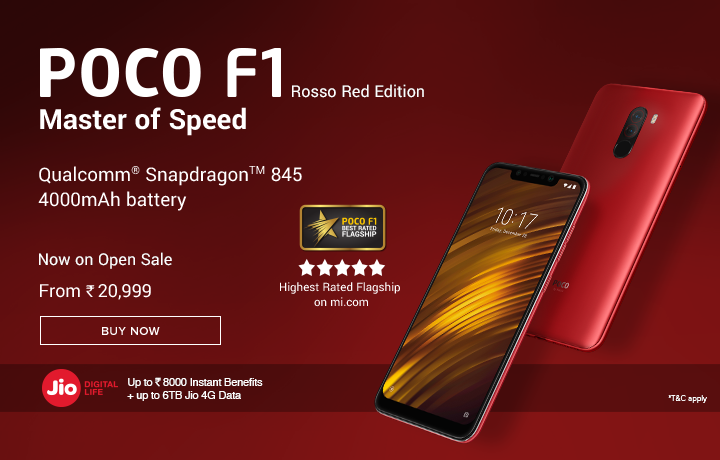 POCO F1 Rosso Red Edition
Master of Speed
Qualcomm® Snapdragon™ 845
4000mAh battery
POCO F1
BEST RATED
FLAGSHIP
Highest Rated Flagship
on mi.com
Now on Open Sale
From ₹ 20,999
BUY NOW
Jio DIGITAL
LIFE
Up to ₹ 8000 Instant Benefits
+ up to 6TB Jio 4G Data
*T&C apply
10:17